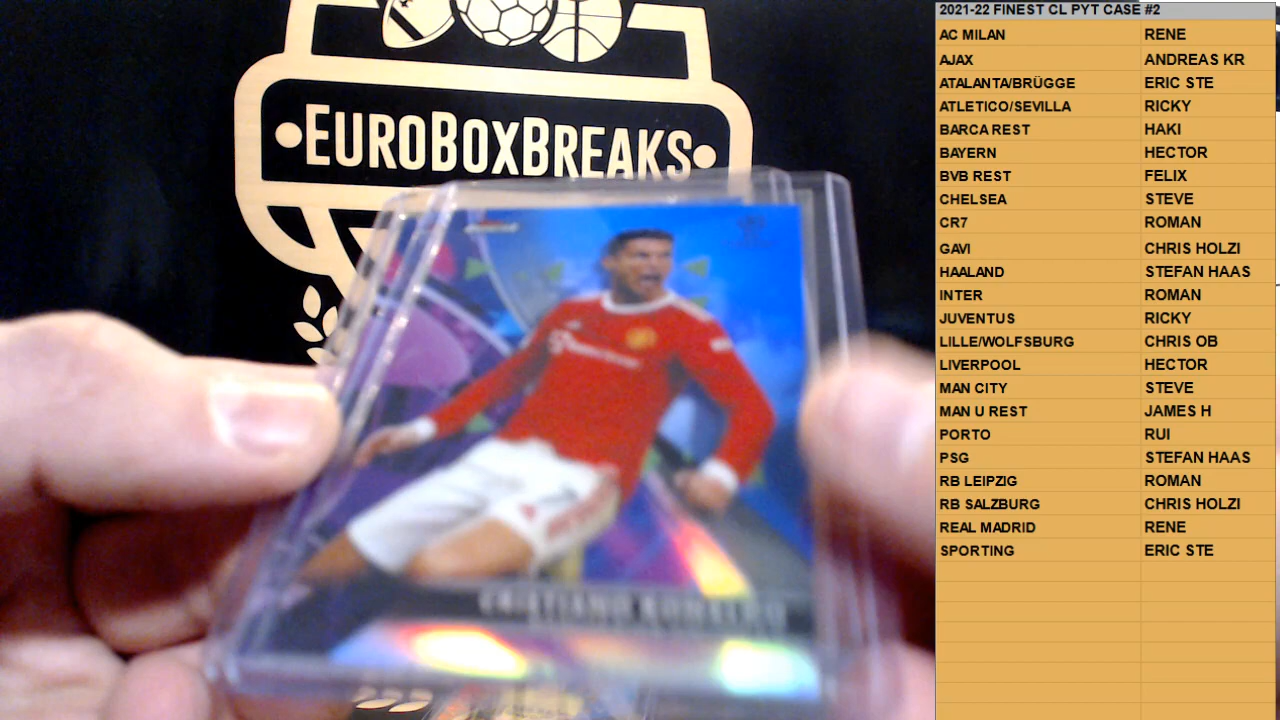 EUROBOXBREAKS
CRISTIANO RONALDO
2021-22 FINEST CL PYT CASE #2
AC MILAN RENE
AJAX ANDREAS KR
ATALANTA/BRÜGGE ERIC STE
ATLETICO/SEVILLA RICKY
BARCA REST HAKI
BAYERN HECTOR
BVB REST FELIX
CHELSEA STEVE
CR7 ROMAN
GAVI CHRIS HOLZI
HAALAND STEFAN HAAS
INTER ROMAN
JUVENTUS RICKY
LILLE/WOLFSBURG CHRIS OB
LIVERPOOL HECTOR
MAN CITY STEVE
MAN U REST JAMES H
PORTO RUI
PSG STEFAN HAAS
RB LEIPZIG ROMAN
RB SALZBURG CHRIS HOLZI
REAL MADRID RENE
SPORTING ERIC STE